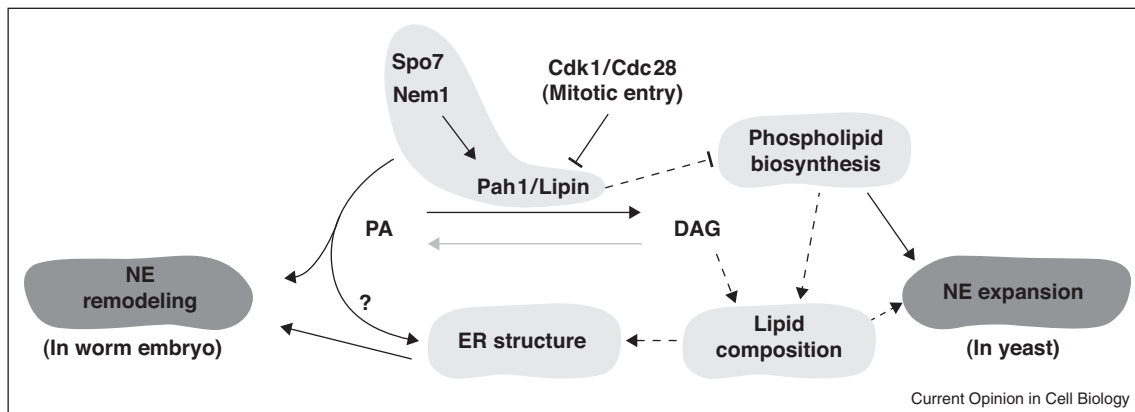 Spo7
Nem1
Cdk1/Cdc28
(Mitotic entry)
Phospholipid
biosynthesis
Pah1/Lipin
PA
DAG
NE
remodeling
(In worm embryo)
?
ER structure
Lipid
composition
NE expansion
(In yeast)
Current Opinion in Cell Biology